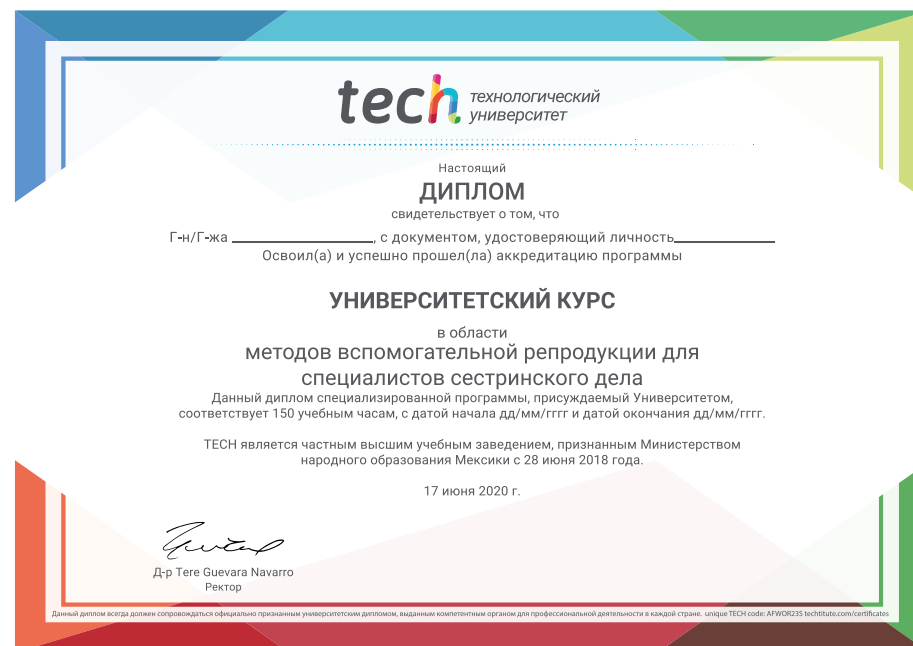 tech технологический
университет
Настоящий
ДИПЛОМ
свидетельствует о том, что
Г-н/Г-жа ____________________, с документом, удостоверяющий личность______________
Освоил(а) и успешно прошел(ла) аккредитацию программы
УНИВЕРСИТЕТСКИЙ КУРС
в области
методов вспомогательной репродукции для
специалистов сестринского дела
Данный диплом специализированной программы, присуждаемый Университетом,
соответствует 150 учебным часам, с датой начала дд/мм/гггг и датой окончания дд/мм/гггг.
TECH является частным высшим учебным заведением, признанным Министерством
народного образования Мексики с 28 июня 2018 года.
17 июня 2020 г.
Д-р Tere Guevara Navarro
Ректор
Данный диплом всегда должен сопровождаться официально признанным университетским дипломом, выданным компетентным органом для профессиональной деятельности в каждой стране. unique TECH code: AFWOR23S techtitute.com/certificates